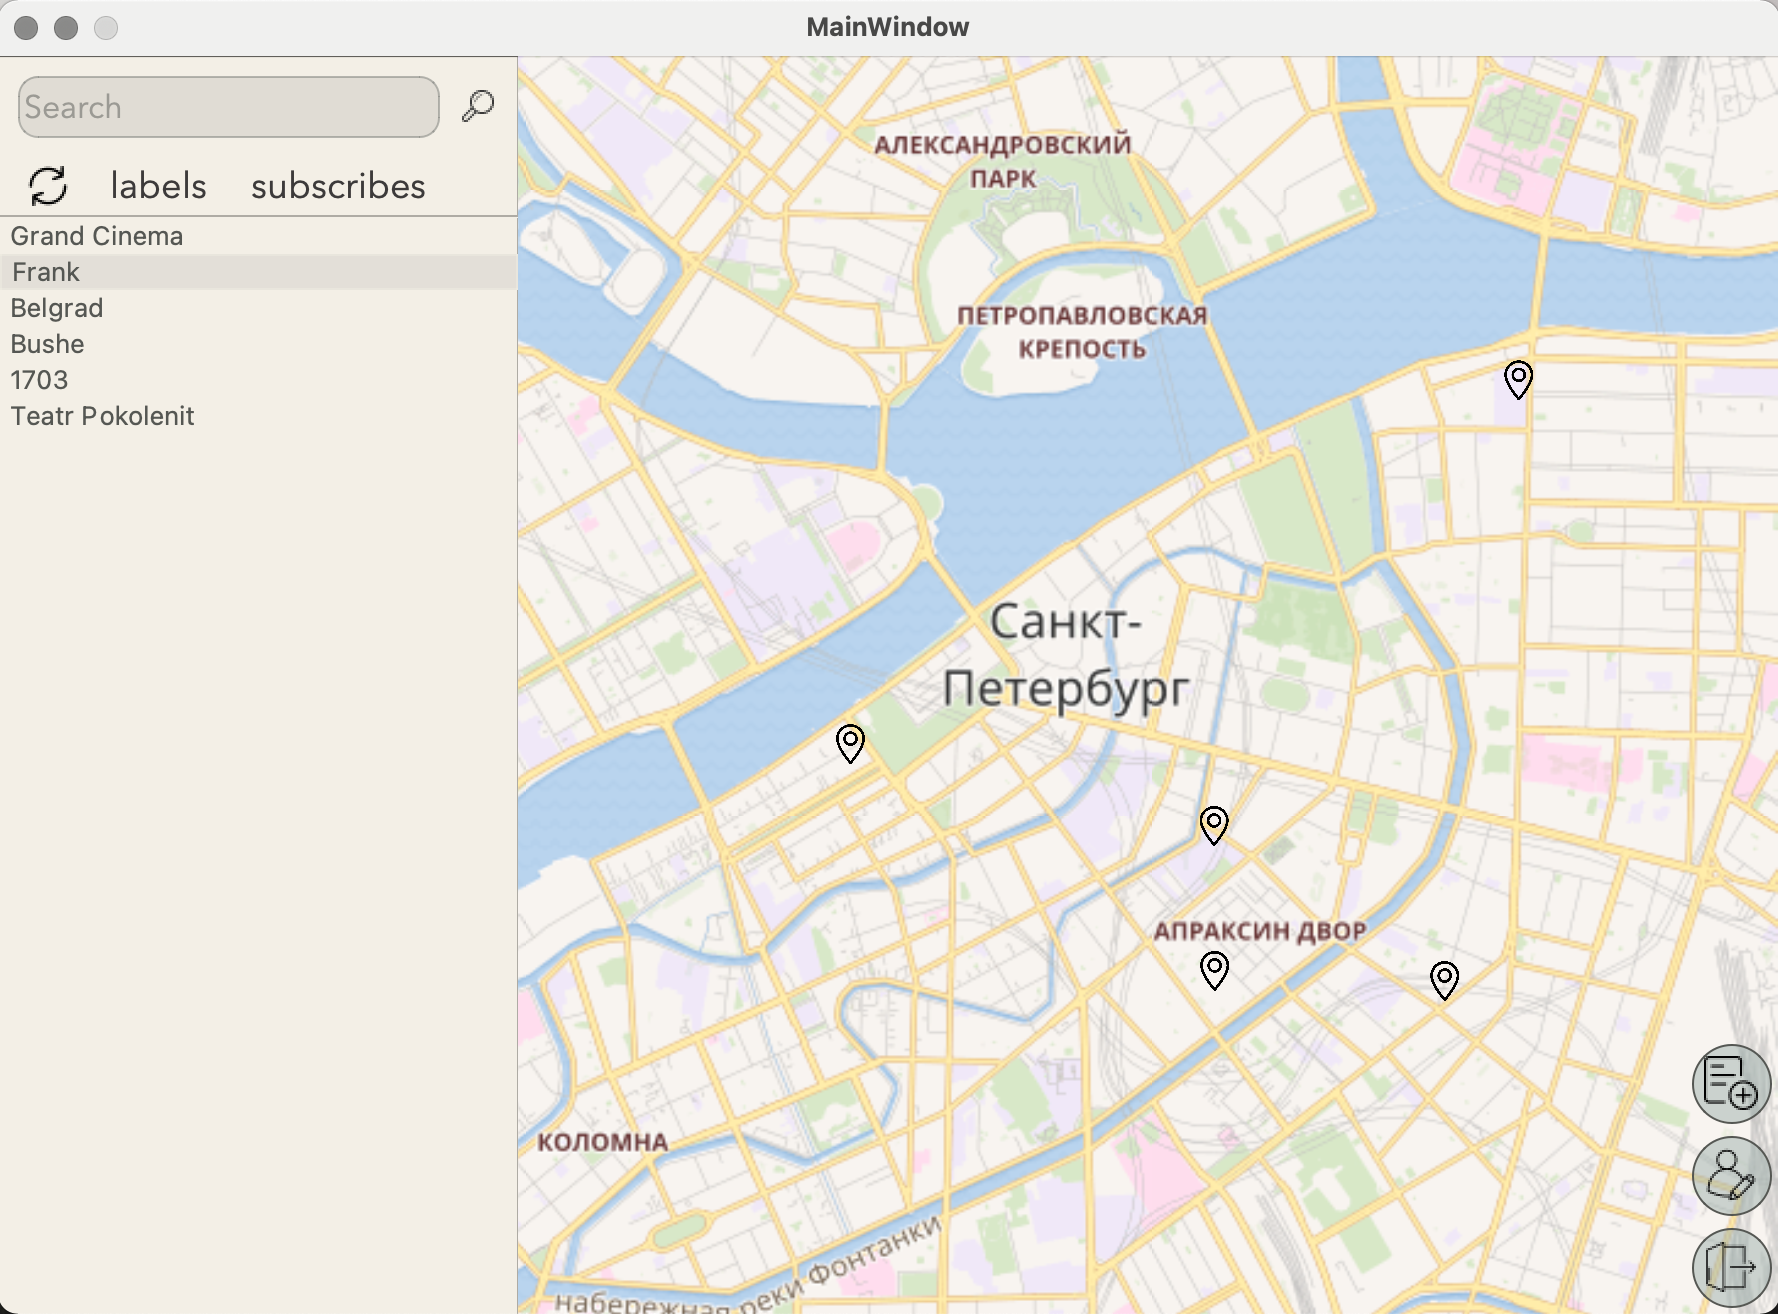 MainWindow
Search
labels subscribes
Grand Cinema
Frank
Belgrad
Bushe
1703
Teatr Pokolenit
АЛЕКСАНДРОВСКИЙ
ПАРК
ПЕТРОПАВЛОВСКАЯ
КРЕПОСТЬ
Санкт-
Петербург
АПРАКСИН ДВОР
КОЛОМНА
набережная реки Фонтанки